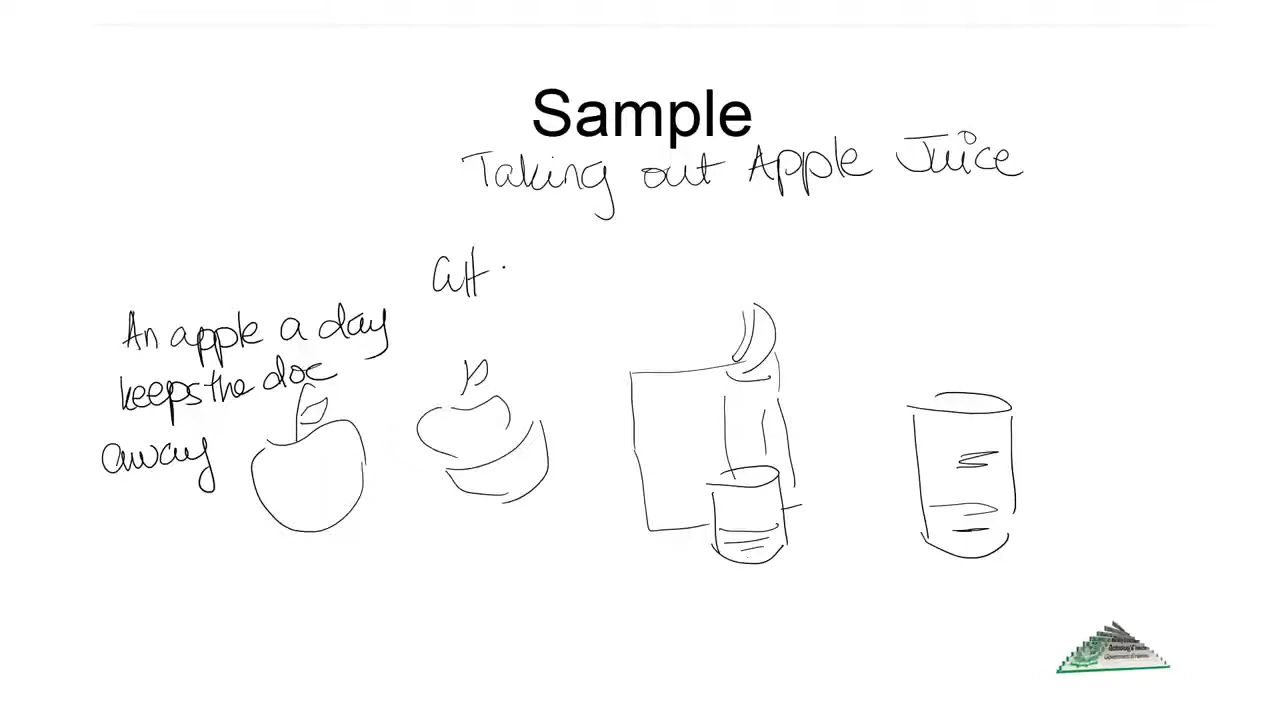 Sample
Taking out Apple Juice
cut
An apple a day
keeps the doc
away